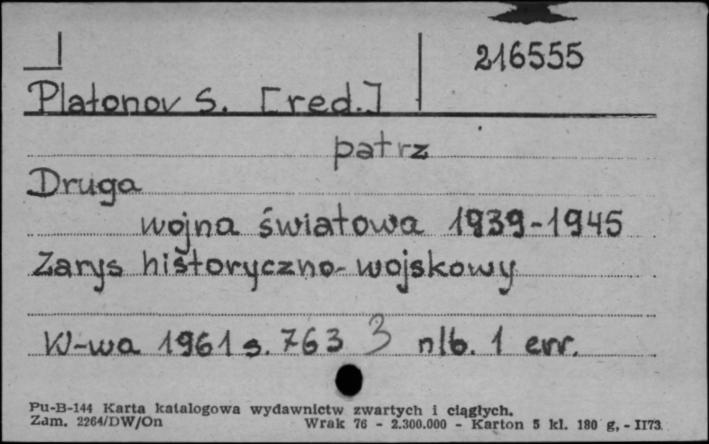 216555
Platonov S. [red.]
patrz
Druga
wojna światowa 1939-1945
Zarys historyczno-wojskowy
W-wa 1961 s. 763 3 nlb. 1 err.
Pu-B-144 Karta katalogowa wydawnictw zwartych i ciągłych.
Zam. 2264/DW/On Wrak 76 - 2.300.000 - Karton 5 kl. 180 g, - II73